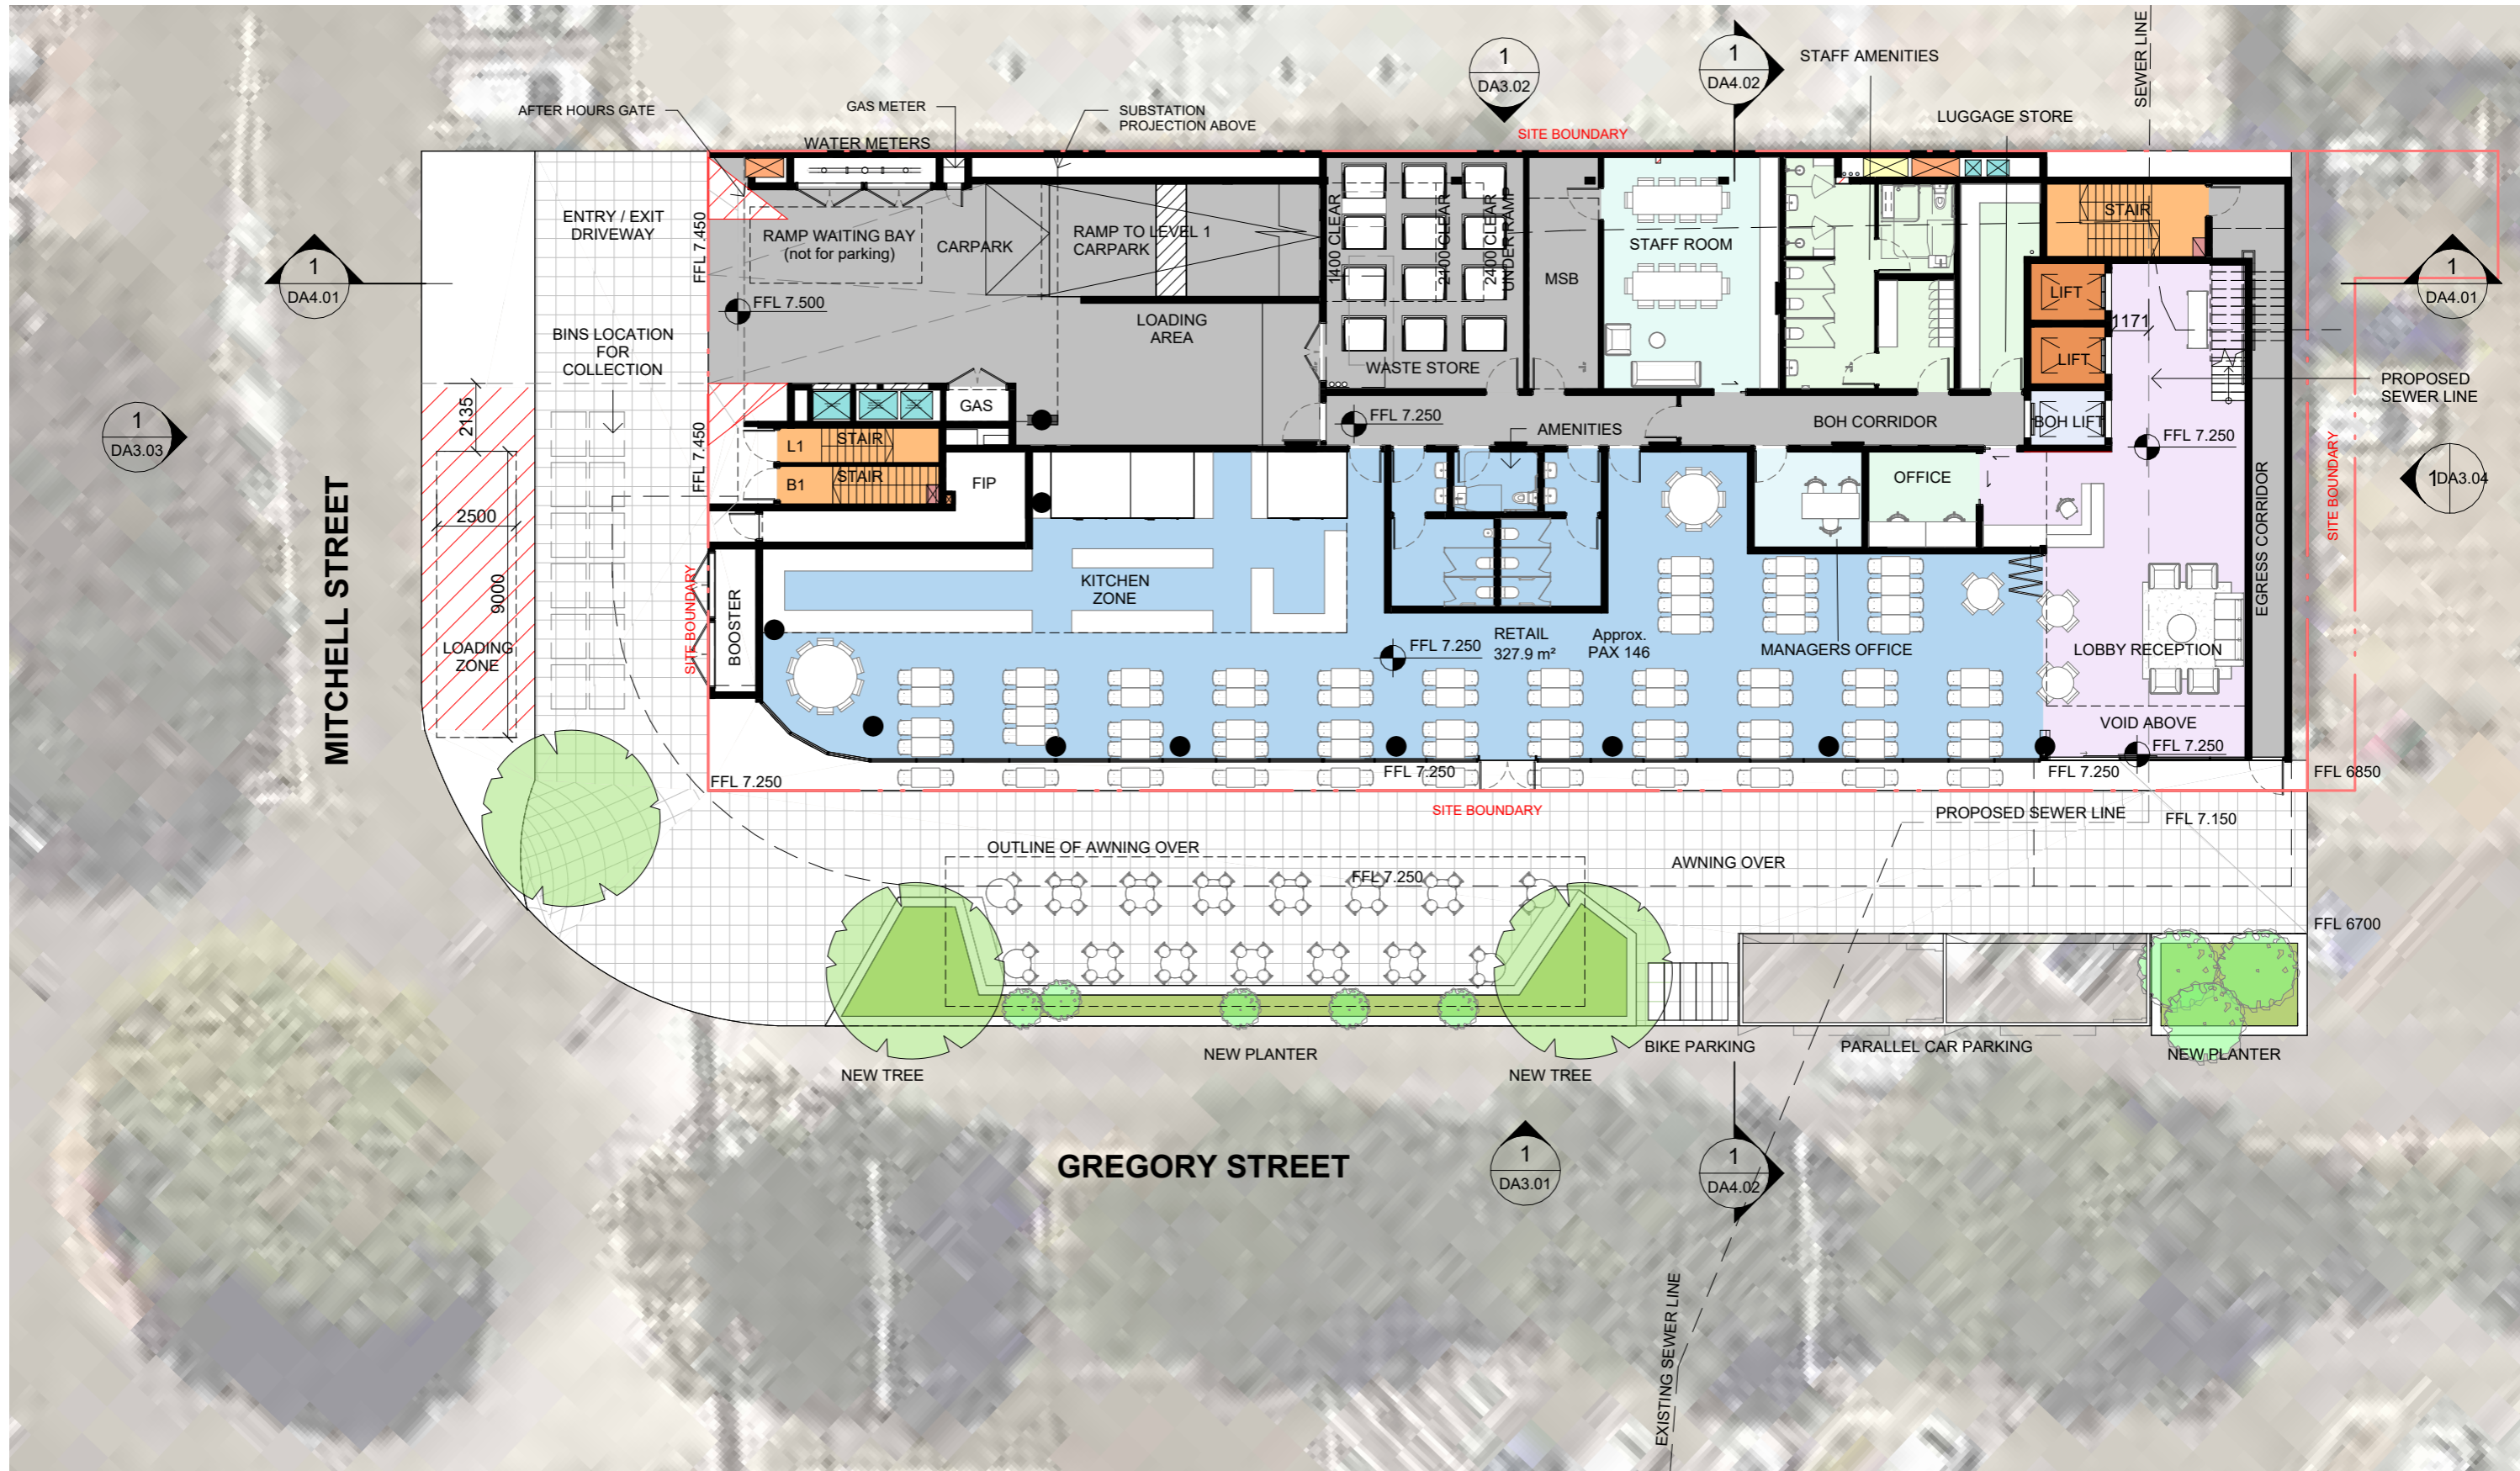 1
DA3.02
1
DA4.02
STAFF AMENITIES
SEWER LINE
AFTER HOURS GATE
GAS METER
SUBSTATION
PROJECTION ABOVE
SITE BOUNDARY
LUGGAGE STORE
WATER METERS
ENTRY / EXIT
DRIVEWAY
FFL 7.450
RAMP WAITING BAY
(not for parking)
CARPARK
RAMP TO LEVEL 1
CARPARK
1400 CLEAR
2100 CLEAR
2400 CLEAR
UNDER RAMP
STAFF ROOM
MSB
STAIR
LIFT
LIFT
1171
1
DA4.01
1
DA4.01
FFL 7.500
LOADING
AREA
BINS LOCATION
FOR
COLLECTION
WASTE STORE
PROPOSED
SEWER LINE
2135
GAS
FFL 7.250
AMENITIES
BOH CORRIDOR
BOH LIFT
FFL 7.250
1
DA3.03
L1
STAIR
B1
STAIR
FFL 7.450
FIP
OFFICE
EGRESS CORRIDOR
SITE BOUNDARY
1
DA3.04
MITCHELL STREET
2500
9000
LOADING
ZONE
SITE BOUNDARY
BOOSTER
KITCHEN
ZONE
FFL 7.250
RETAIL
327.9 m²
Approx.
PAX 146
MANAGERS OFFICE
LOBBY RECEPTION
VOID ABOVE
FFL 7.250
FFL 7.250
FFL 7.250
FFL 7.250
FFL 6850
SITE BOUNDARY
PROPOSED SEWER LINE
FFL 7.150
OUTLINE OF AWNING OVER
AWNING OVER
FFL 7.250
FFL 6700
NEW TREE
NEW PLANTER
NEW TREE
BIKE PARKING
PARALLEL CAR PARKING
NEW PLANTER
GREGORY STREET
1
DA3.01
1
DA4.02
EXISTING SEWER LINE